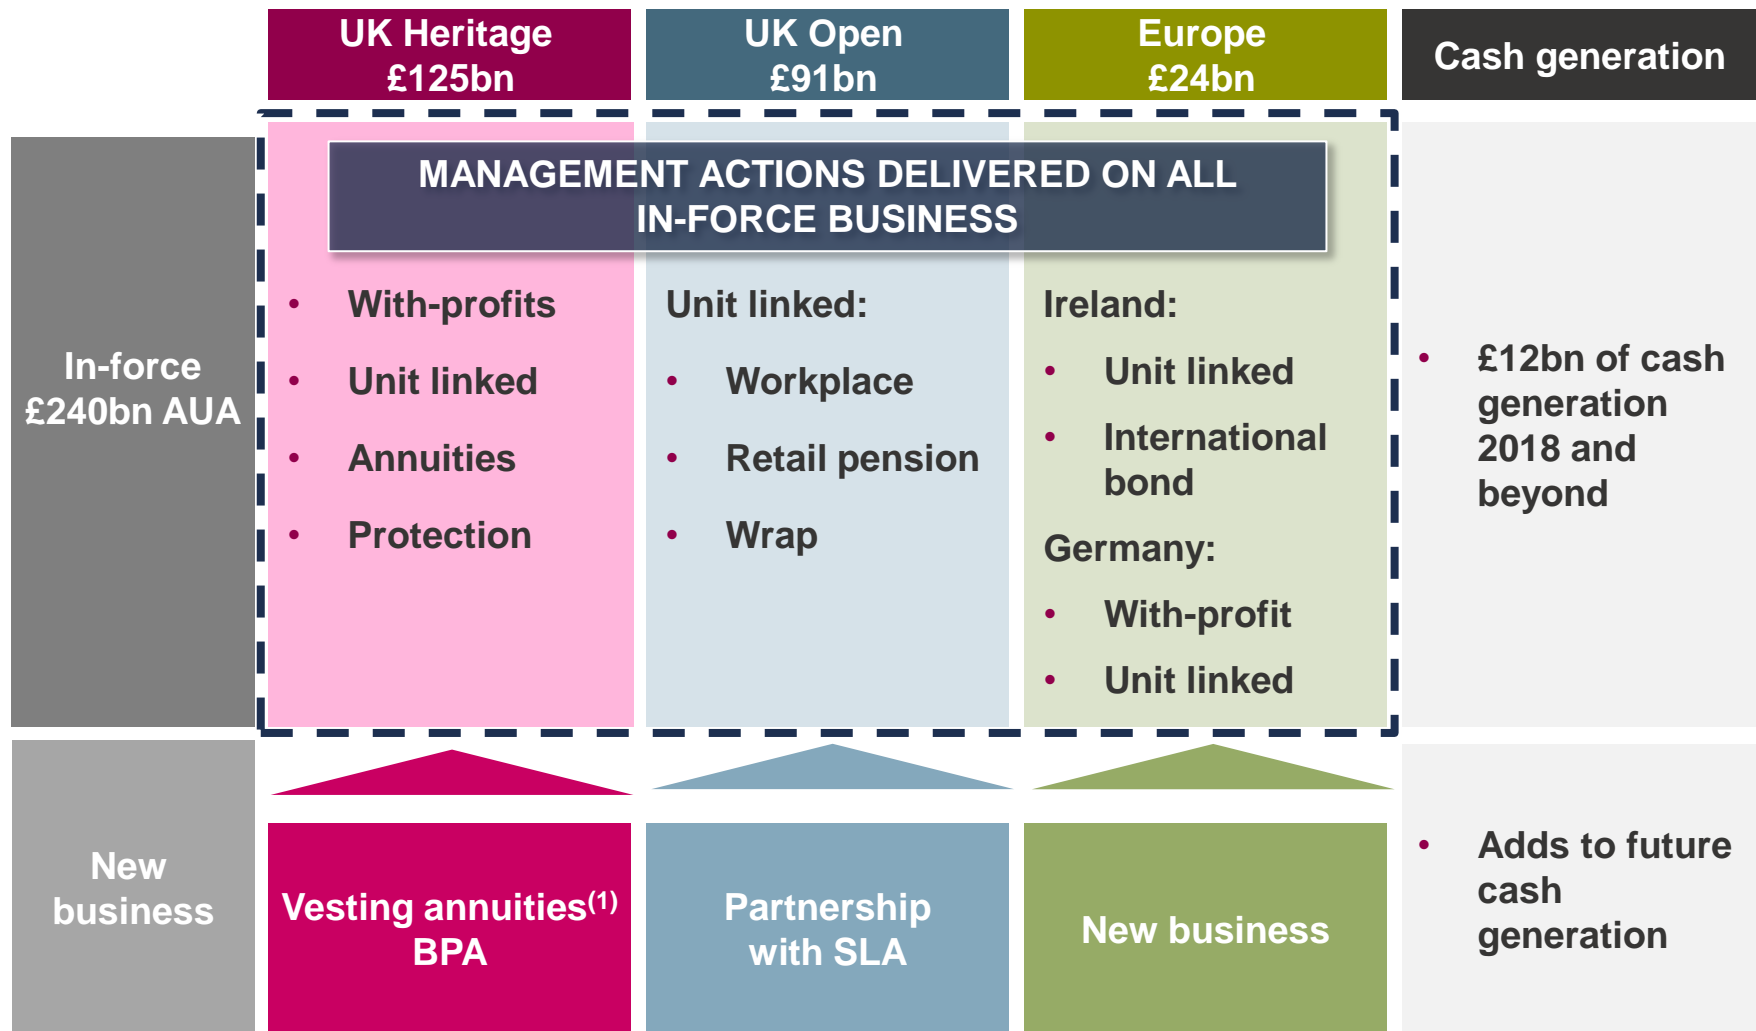 UK Heritage
£125bn
UK Open
£91bn
Europe
£24bn
Cash generation
In-force
£240bn AUA
MANAGEMENT ACTIONS DELIVERED ON ALL
IN-FORCE BUSINESS
• With-profits
• Unit linked
• Annuities
• Protection
Unit linked:
• Workplace
• Retail pension
• Wrap
Ireland:
• Unit linked
• International
bond
Germany:
• With-profit
• Unit linked
• £12bn of cash
generation
2018 and
beyond
New
business
Vesting annuities(1)
BPA
Partnership
with SLA
New business
• Adds to future
cash
generation